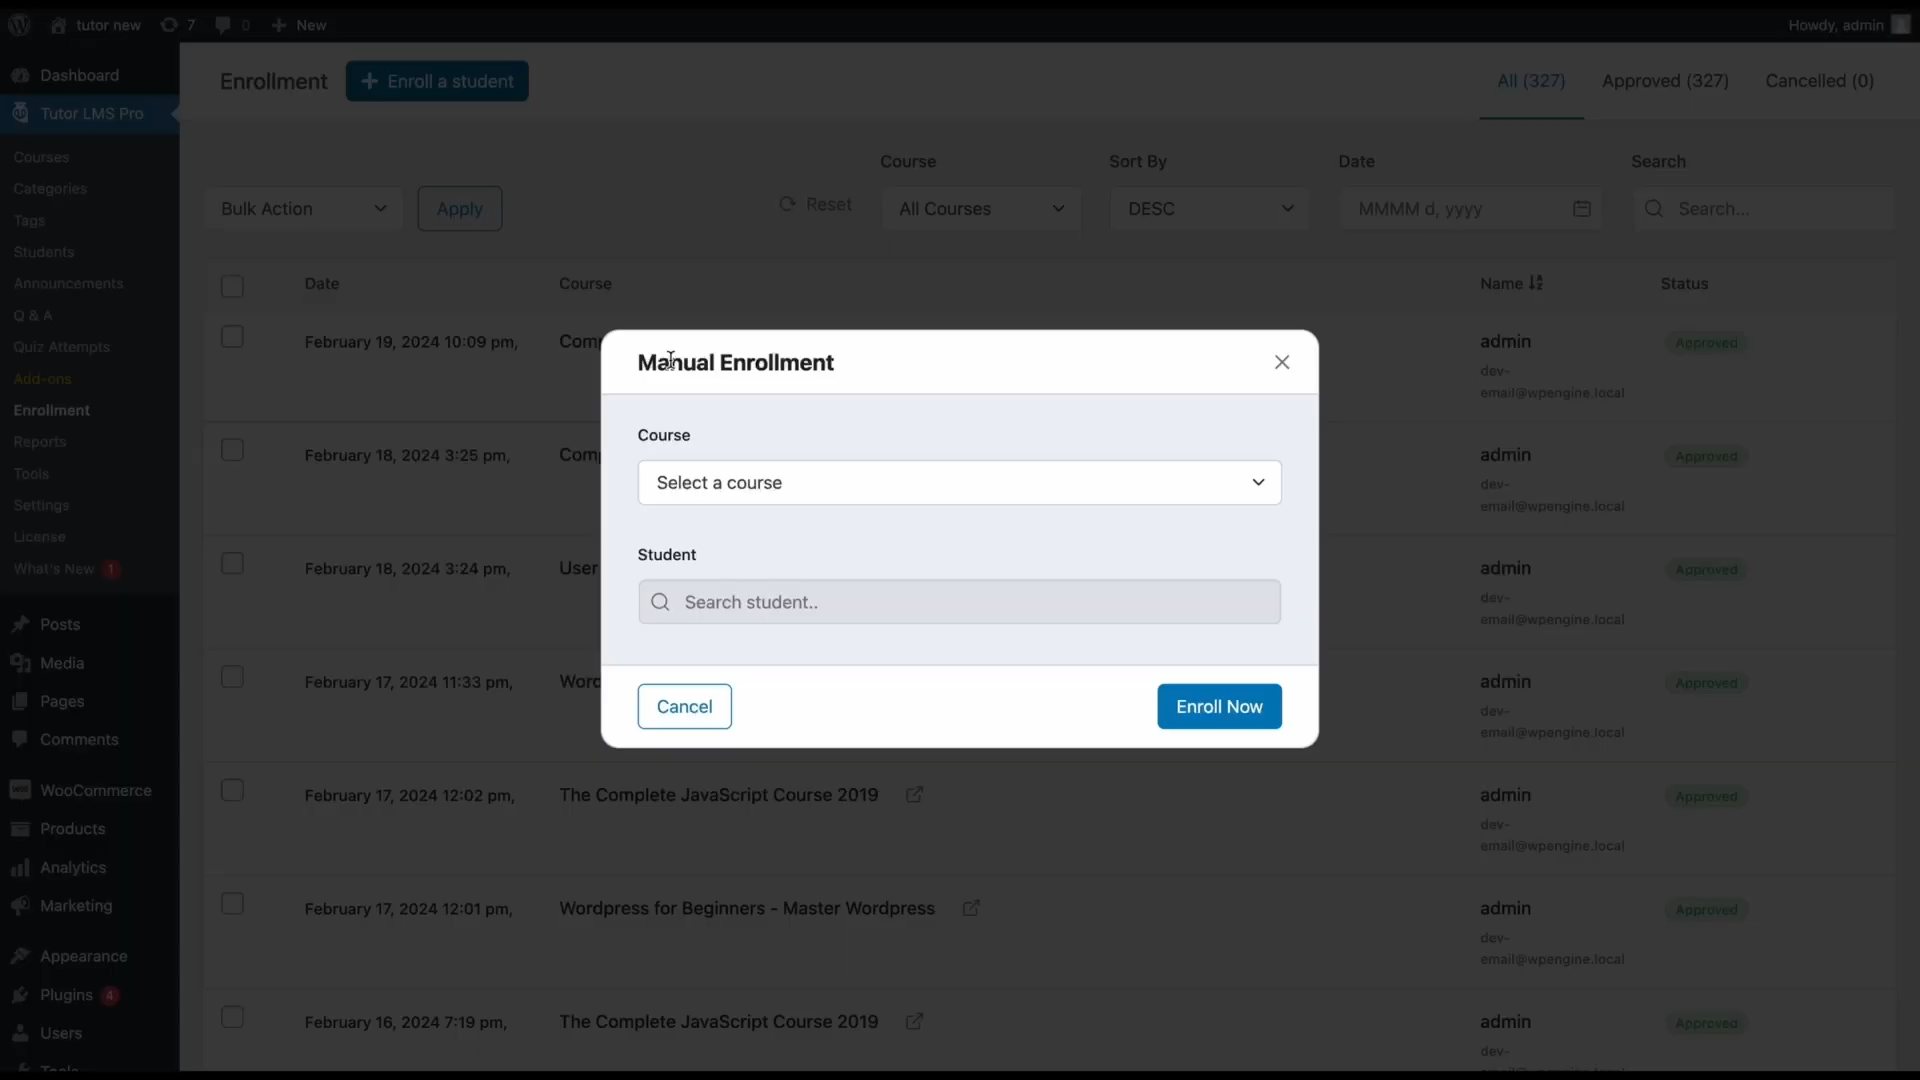 tutor new 7 0 New Howdy, admin
Dashboard
Tutor LMS Pro
Courses
Categories
Tags
Students
Announcements
Q & A
Quiz Attempts
Add-ons
Enrollment
Reports
Tools
Settings
License
What's New 1
Posts
Media
Pages
Comments
WooCommerce
Products
Analytics
Marketing
Appearance
Plugins 4
Users
Enrollment Enroll a student All (327) Approved (327) Cancelled (0)
Course Sort By Date Search
Bulk Action Apply Reset All Courses DESC MMMM d, yyyy Search...
Date Course Name Status
February 19, 2024 10:09 pm, admin Approved
dev-
email@wpengine.local
February 18, 2024 3:25 pm, admin Approved
dev-
email@wpengine.local
February 18, 2024 3:24 pm, User admin Approved
dev-
email@wpengine.local
February 17, 2024 11:33 pm, admin Approved
dev-
email@wpengine.local
February 17, 2024 12:02 pm, The Complete JavaScript Course 2019 admin Approved
dev-
email@wpengine.local
February 17, 2024 12:01 pm, Wordpress for Beginners - Master Wordpress admin Approved
dev-
email@wpengine.local
February 16, 2024 7:19 pm, The Complete JavaScript Course 2019 admin Approved
dev-
Manual Enrollment
Course
Select a course
Student
Search student..
Cancel Enroll Now